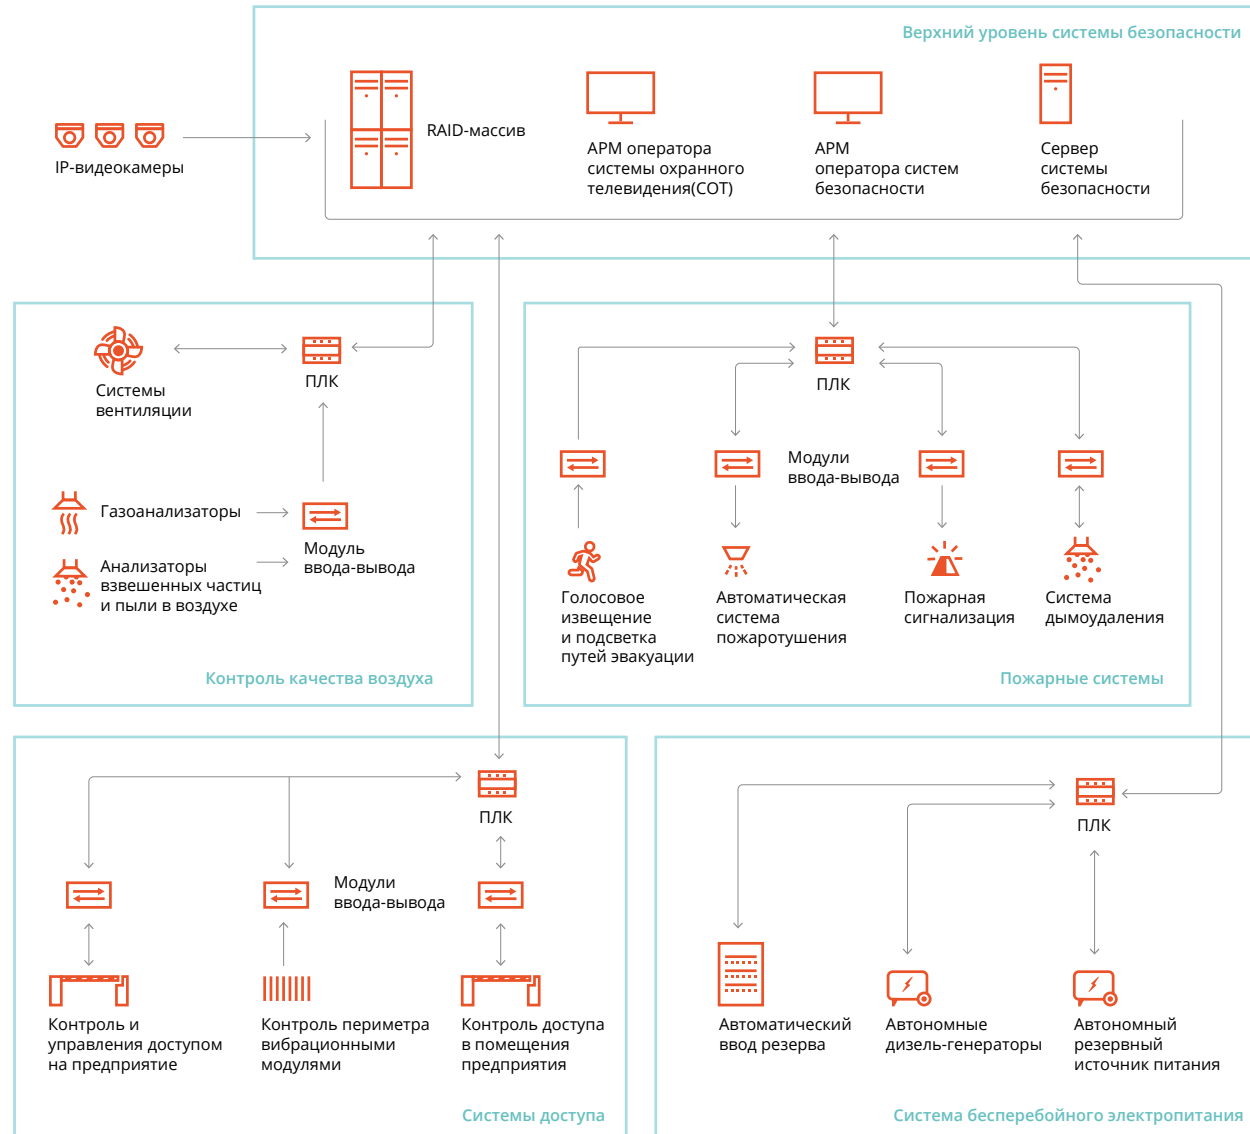 Верхний уровень системы безопасности
IP-видеокамеры
RAID-массив
АРМ оператора
системы охранного
телевидения(СОТ)
АРМ
оператора систем
безопасности
Сервер
системы
безопасности
Системы
вентиляции
ПЛК
Газоанализаторы
Анализаторы
взвешенных частиц
и пыли в воздухе
Модуль
ввода-вывода
Контроль качества воздуха
ПЛК
Модули
ввода-вывода
Голосовое
извещение
и подсветка
путей эвакуации
Автоматическая
система
пожаротушения
Пожарная
сигнализация
Система
дымоудаления
Пожарные системы
ПЛК
Модули
ввода-вывода
Контроль и
управления доступом
на предприятие
Контроль периметра
вибрационными
модулями
Контроль доступа
в помещения
предприятия
Системы доступа
ПЛК
Автоматический
ввод резерва
Автономные
дизель-генераторы
Автономный
резервный
источник питания
Система бесперебойного электропитания